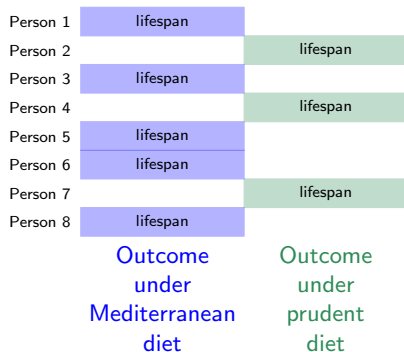 Person 1 lifespan
Person 2 lifespan
Person 3 lifespan
Person 4 lifespan
Person 5 lifespan
Person 6 lifespan
Person 7 lifespan
Person 8 lifespan
Outcome
under
Mediterranean
diet
Outcome
under
prudent
diet